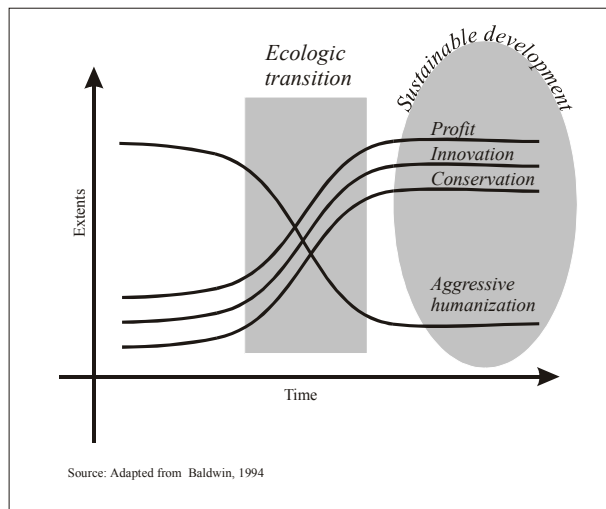 Ecologic
transition
Sustainable development
Profit
Innovation
Conservation
Aggressive
humanization
Extents
Time
Source: Adapted from Baldwin, 1994